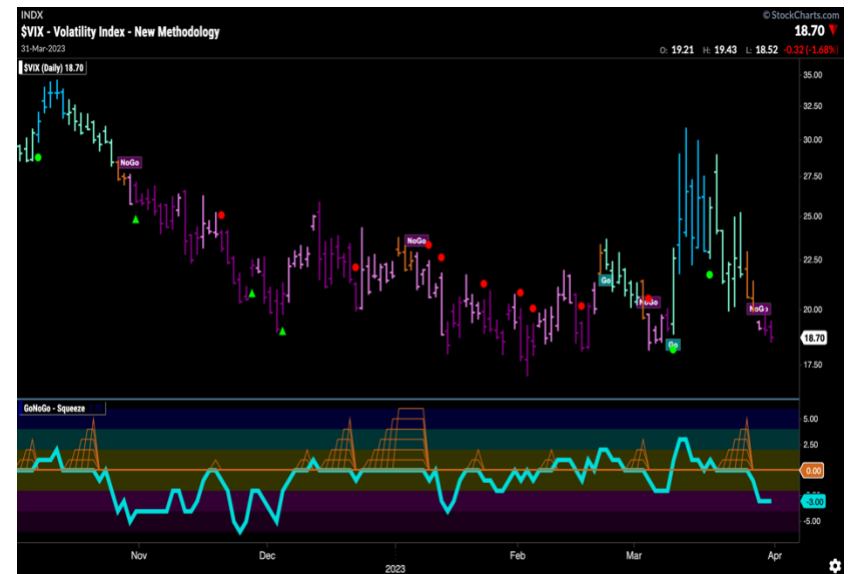 INDX © StockCharts.com
$VIX - Volatility Index - New Methodology 18.70
31-Mar-2023 O: 19.21 H: 19.43 L: 18.52 -0.32 (-1.68%)
$VIX (Daily) 18.70
35.00
32.50
30.00
NoGo
27.50
25.00
NoGo
22.50
Go
NoGo
20.00
NoGo
18.70
Go
17.50
GoNoGo - Squeeze
5.00
2.50
0.00
-3.00
-5.00
Nov Dec Feb Mar Apr
2023